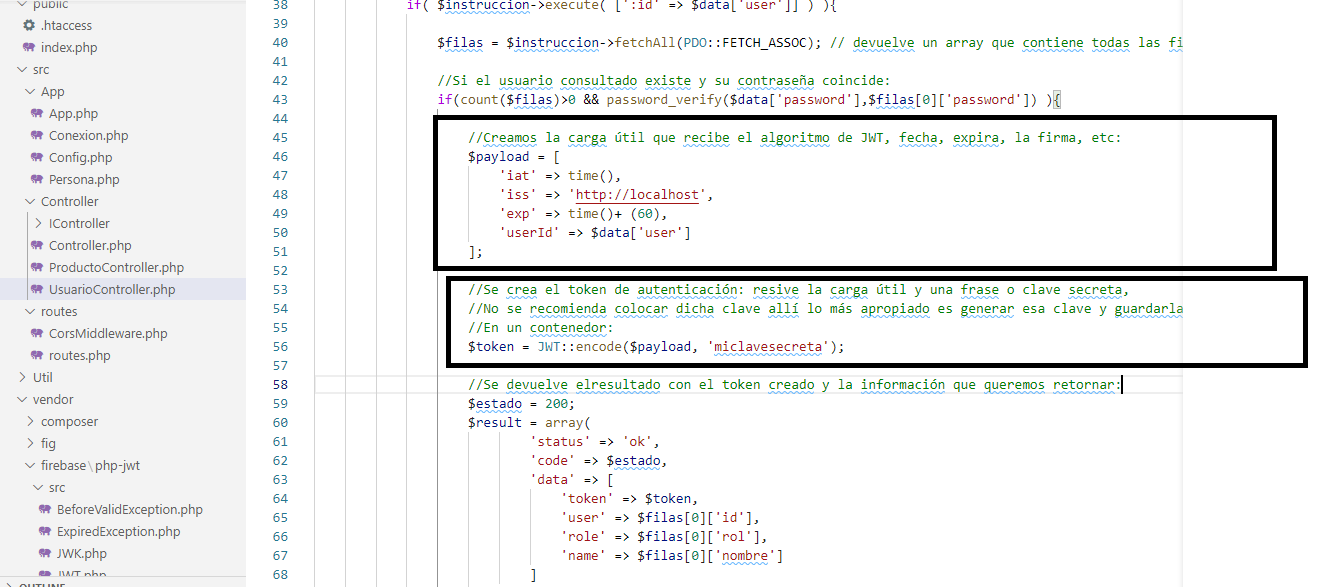 public
.htaccess
index.php
src
App
App.php
Conexion.php
Config.php
Persona.php
Controller
IController
Controller.php
ProductoController.php
UsuarioController.php
routes
CorsMiddleware.php
routes.php
Util
vendor
composer
fig
firebase\php-jwt
src
BeforeValidException.php
ExpiredException.php
JWK.php
JWT.php
OUTLINE
38 if( $instruccion->execute( [':id' => $data['user']] ) ){
39
40 $filas = $instruccion->fetchAll(PDO::FETCH_ASSOC); // devuelve un array que contiene todas las fi
41
42 //Si el usuario consultado existe y su contraseña coincide:
43 if(count($filas)>0 && password_verify($data['password'],$filas[0]['password']) ){
44
45 //Creamos la carga útil que recibe el algoritmo de JWT, fecha, expira, la firma, etc:
46 $payload = [
47 'iat' => time(),
48 'iss' => 'http://localhost',
49 'exp' => time()+ (60),
50 'userId' => $data['user']
51 ];
52
53 //Se crea el token de autenticación: resive la carga útil y una frase o clave secreta,
54 //No se recomienda colocar dicha clave allí lo más apropiado es generar esa clave y guardarla
55 //En un contenedor:
56 $token = JWT::encode($payload, 'miclavesecreta');
57
58 //Se devuelve elresultado con el token creado y la información que queremos retornar:
59 $estado = 200;
60 $result = array(
61 'status' => 'ok',
62 'code' => $estado,
63 'data' => [
64 'token' => $token,
65 'user' => $filas[0]['id'],
66 'role' => $filas[0]['rol'],
67 'name' => $filas[0]['nombre']
68 ]